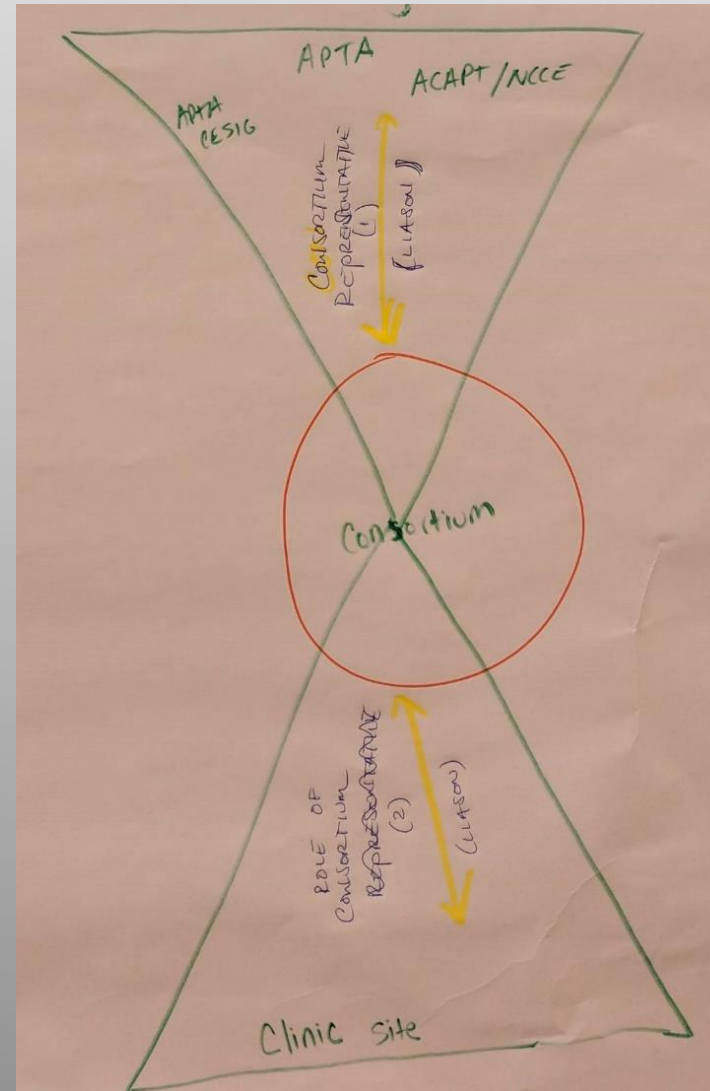 APTA
ACAPT/NCCE
APTA
CESIG
CONSORTIUM
REPRESENTATIVE
(1)
(LIASON)
Consortium
ROLE OF
CONSORTIUM
REPRESENTATIVE
(2)
(LIASON)
Clinic site